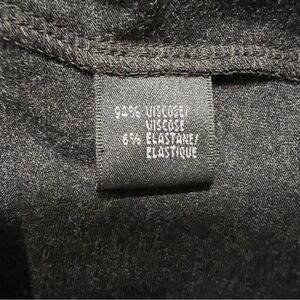 94% VISCOSE/
VISCOSE
6% ELASTANE/
ELASTIQUE